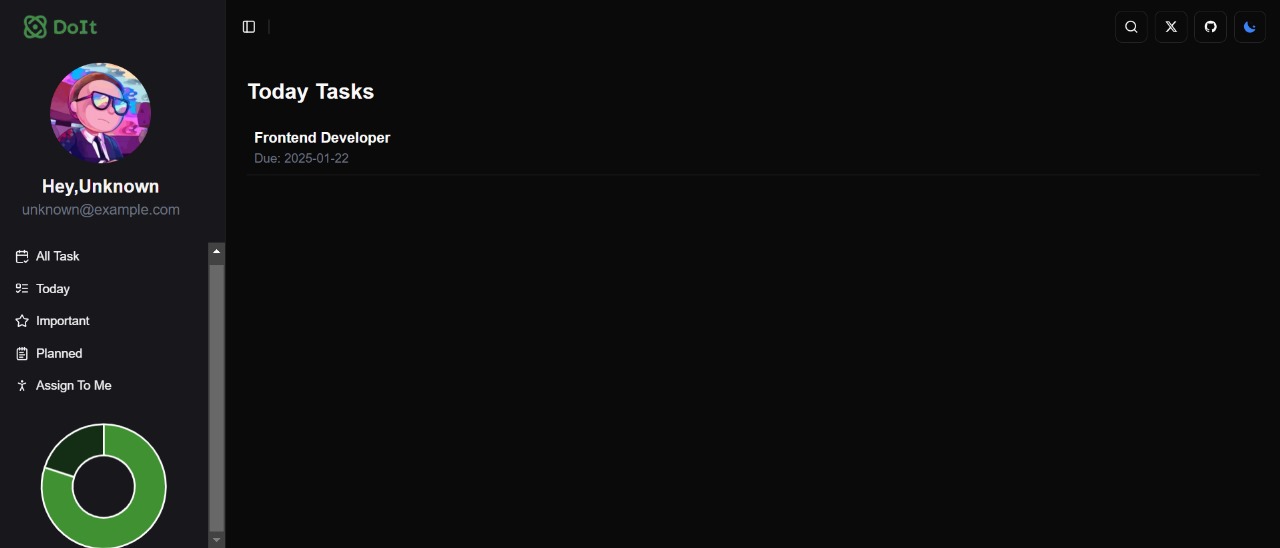 DoIt
Hey,Unknown
unknown@example.com
All Task
Today
Important
Planned
Assign To Me
Today Tasks
Frontend Developer
Due: 2025-01-22